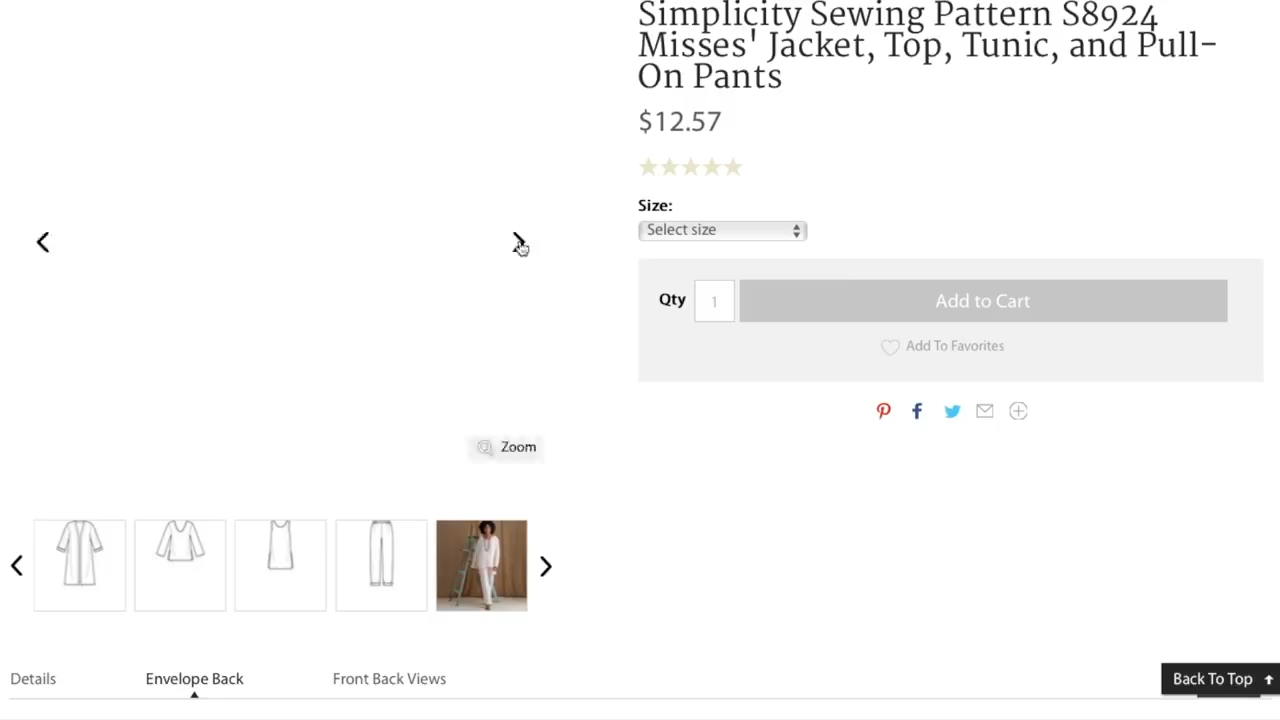 Simplicity Sewing Pattern S8924
Misses' Jacket, Top, Tunic, and Pull-
On Pants
$12.57
Size:
Select size
Qty 1 Add to Cart
Add To Favorites
Zoom
Details Envelope Back Front Back Views
Back To Top